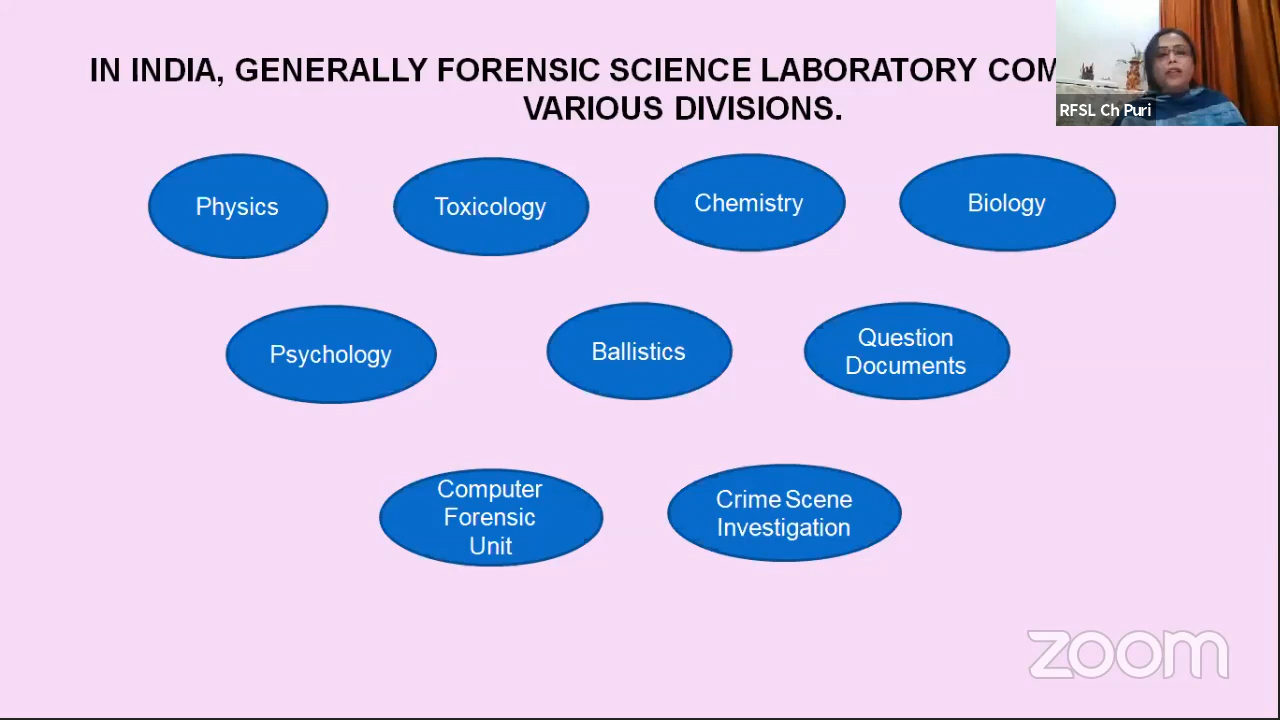 IN INDIA, GENERALLY FORENSIC SCIENCE LABORATORY COM
VARIOUS DIVISIONS.
RFSL Ch Puri
Physics
Toxicology
Chemistry
Biology
Psychology
Ballistics
Question
Documents
Computer
Forensic
Unit
Crime Scene
Investigation
zoom